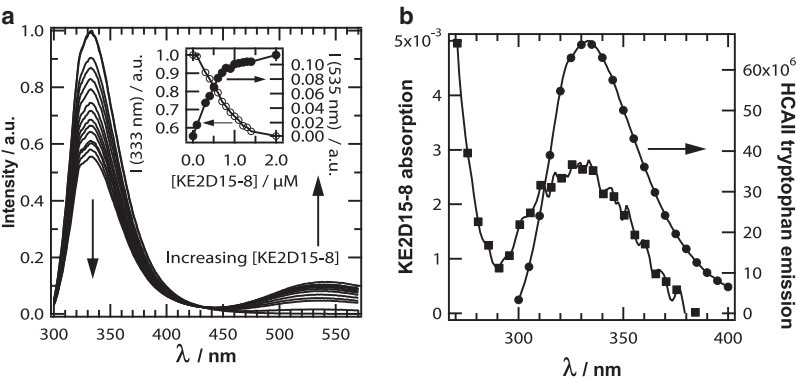 a
1.0
0.8
0.6
0.4
0.2
0.0
Intensity / a.u.
300 350 400 450 500 550
λ / nm
1.0
0.9
0.8
0.7
0.6
I (333 nm) / a.u.
0.10
0.08
0.06
0.04
0.02
0.00
I (535 nm) / a.u.
0.0 1.0 2.0
[KE2D15-8] / μM
Increasing [KE2D15-8]
b
5x10⁻³
4
3
2
1
0
KE2D15-8 absorption
60x10⁶
50
40
30
20
10
0
HCAII tryptophan emission
300 350 400
λ / nm